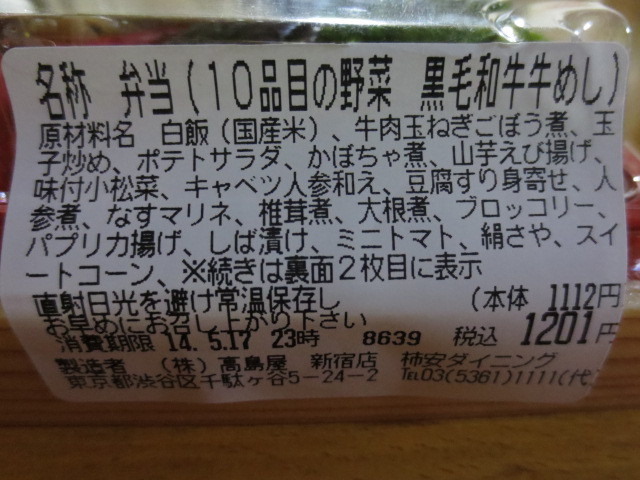 名称　弁当(10品目の野菜　黒毛和牛牛めし)
原材料名　白飯(国産米)、牛肉玉ねぎごぼう煮、玉
子炒め、ポテトサラダ、かぼちゃ煮、山芋えび揚げ、
味付小松菜、キャベツ人参和え、豆腐すり身寄せ、人
参煮、なすマリネ、椎茸煮、大根煮、ブロッコリー、
パプリカ揚げ、しば漬け、ミニトマト、絹さや、スイ
ートコーン、※続きは裏面2枚目に表示
直射日光を避け常温保存し　(本体　1112円
お早めにお召し上がり下さい
消費期限　14.5.17　23時　8639　税込　1201円
製造者　(株)高島屋　新宿店　柿安ダイニング
東京都渋谷区千駄ヶ谷5-24-2　℡03(5361)1111(代